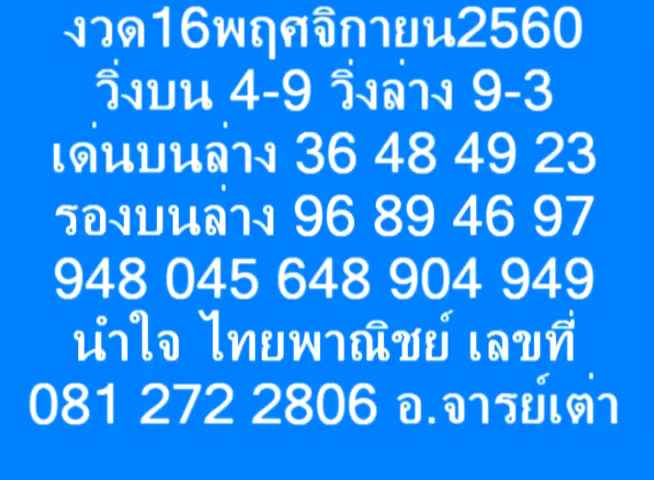 งวด16พฤศจิกายน2560
วิ่งบน 4-9 วิ่งล่าง 9-3
เด่นบนล่าง 36 48 49 23
รองบนล่าง 96 89 46 97
948 045 648 904 949
นำใจ ไทยพาณิชย์ เลขที่
081 272 2806 อ.จารย์เต่า